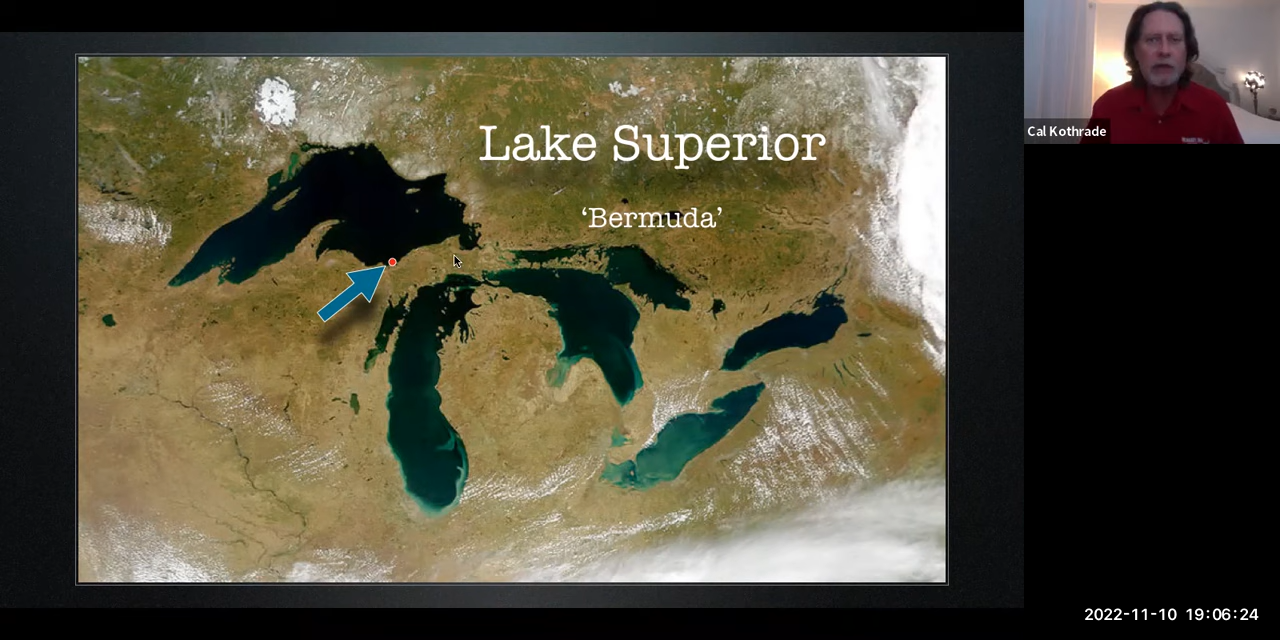 Lake Superior
‘Bermuda’
Cal Kothrade
2022-11-10 19:06:24